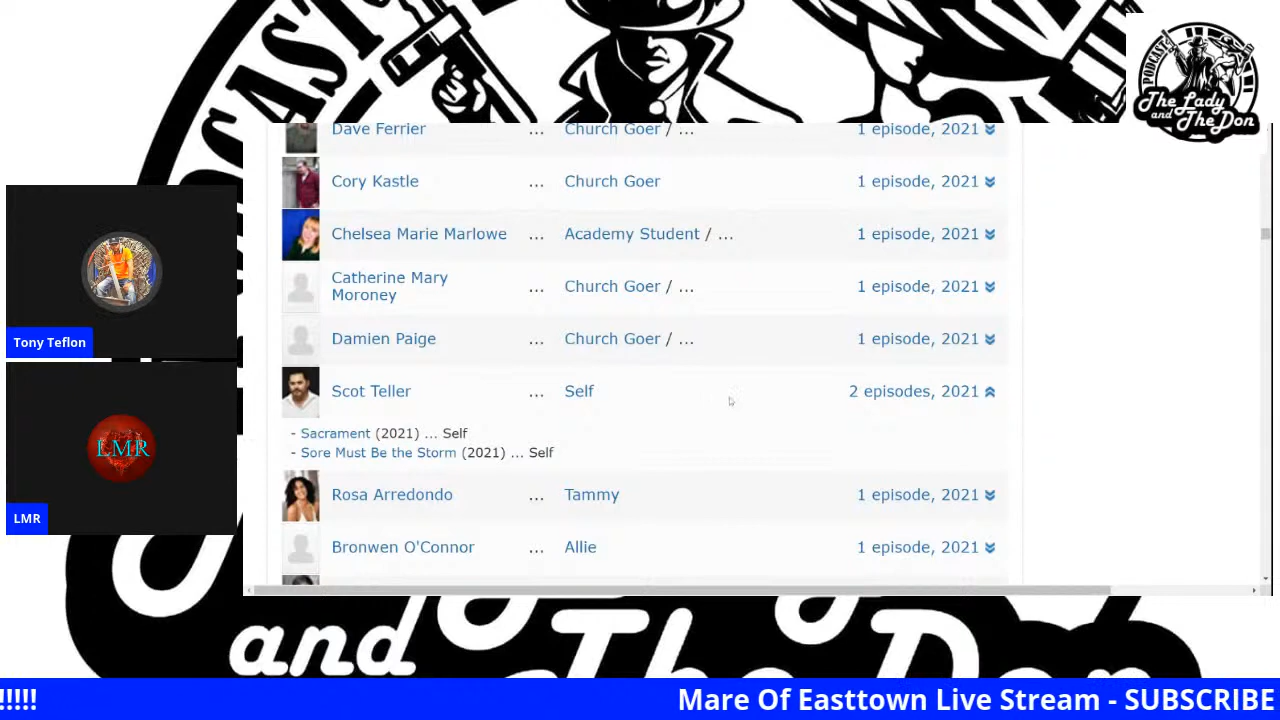 CAST
PODCAST
The Lady
and TheDon
Dave Ferrier ... Church Goer / ... 1 episode, 2021
Cory Kastle ... Church Goer 1 episode, 2021
Chelsea Marie Marlowe ... Academy Student / ... 1 episode, 2021
Catherine Mary
Moroney ... Church Goer / ... 1 episode, 2021
Damien Paige ... Church Goer / ... 1 episode, 2021
Scot Teller ... Self 2 episodes, 2021
- Sacrament (2021) ... Self
- Sore Must Be the Storm (2021) ... Self
Rosa Arredondo ... Tammy 1 episode, 2021
Bronwen O'Connor ... Allie 1 episode, 2021
Tony Teflon
LMR
LMR
and The Don
!!!!! Mare Of Easttown Live Stream - SUBSCRIBE